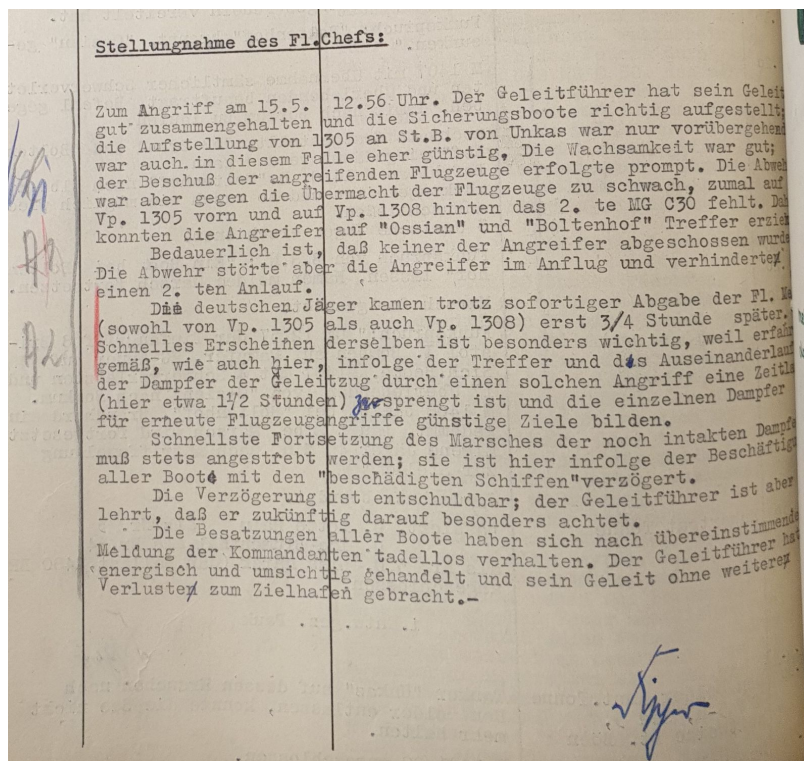 Stellungnahme des Fl.Chefs:
Zum Angriff am 15.5. 12.56 Uhr. Der Geleitführer hat sein Geleit
gut zusammengehalten und die Sicherungsboote richtig aufgestellt;
die Aufstellung von 1305 an St.B. von Unkas war nur vorübergehend
war auch in diesem Falle eher günstig. Die Wachsamkeit war gut;
der Beschuß der angreifenden Flugzeuge erfolgte prompt. Die Abweh
war aber gegen die Übermacht der Flugzeuge zu schwach, zumal auf
Vp. 1305 vorn und auf Vp. 1308 hinten das 2. te MG C30 fehlt. Dah
konnten die Angreifer auf "Ossian" und "Boltenhof" Treffer erziel
Bedauerlich ist, daß keiner der Angreifer abgeschossen wurde
Die Abwehr störte aber die Angreifer im Anflug und verhinderte
einen 2. ten Anlauf.
Die deutschen Jäger kamen trotz sofortiger Abgabe der Fl. Me
(sowohl von Vp. 1305 als auch Vp. 1308) erst 3/4 Stunde später.
Schnelles Erscheinen derselben ist besonders wichtig, weil erfahr
gemäß, wie auch hier, infolge der Treffer und das Auseinanderlauf
der Dampfer der Geleitzug durch einen solchen Angriff eine Zeitla
(hier etwa 1½ Stunden) gesprengt ist und die einzelnen Dampfer
für erneute Flugzeugangriffe günstige Ziele bilden.
Schnellste Fortsetzung des Marsches der noch intakten Dampfe
muß stets angestrebt werden; sie ist hier infolge der Beschäftigu
aller Boote mit den "beschädigten Schiffen" verzögert.
Die Verzögerung ist entschuldbar; der Geleitführer ist aber
lehrt, daß er zukünftig darauf besonders achtet.
Die Besatzungen aller Boote haben sich nach übereinstimmende
Meldung der Kommandanten tadellos verhalten. Der Geleitführer hat
energisch und umsichtig gehandelt und sein Geleit ohne weitere
Verluste zum Zielhafen gebracht.-